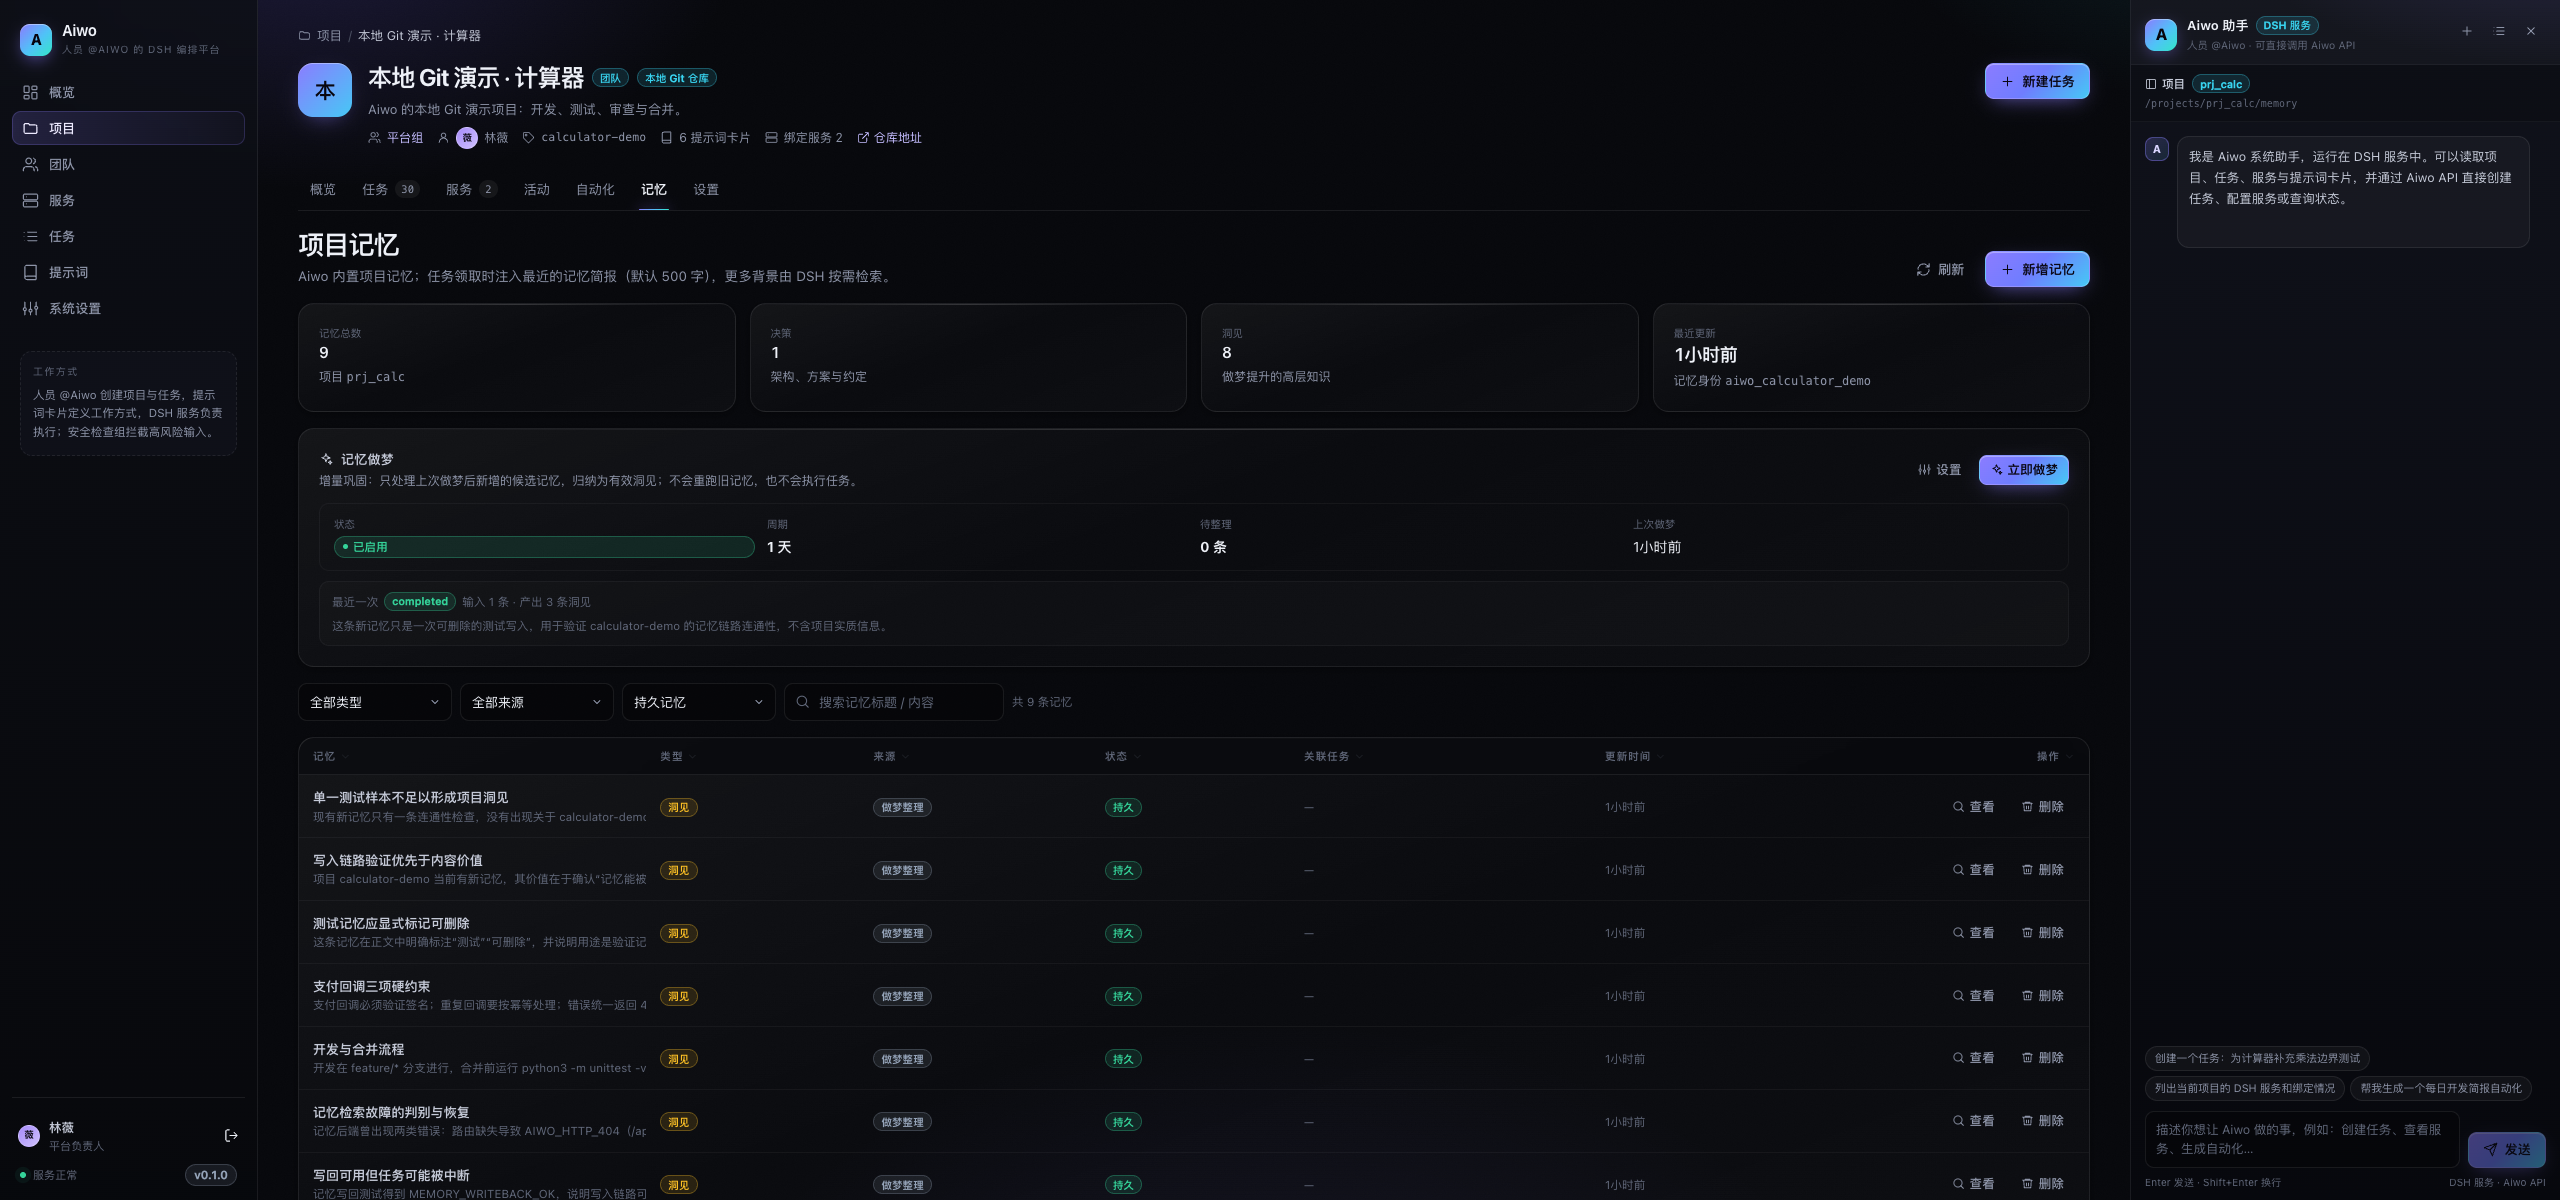 A
Aiwo
人员 @AIWO 的 DSH 编排平台
概览
项目
团队
服务
任务
提示词
系统设置
工作方式
人员 @Aiwo 创建项目与任务，提示
词卡片定义工作方式，DSH 服务负责
执行；安全检查组拦截高风险输入。
薇
林薇
平台负责人
服务正常
v0.1.0
项目 / 本地 Git 演示 · 计算器
本
本地 Git 演示 · 计算器 团队 本地 Git 仓库
Aiwo 的本地 Git 演示项目：开发、测试、审查与合并。
平台组 薇 林薇 calculator-demo 6 提示词卡片 绑定服务 2 仓库地址
新建任务
概览 任务 30 服务 2 活动 自动化 记忆 设置
项目记忆
Aiwo 内置项目记忆；任务领取时注入最近的记忆简报（默认 500 字），更多背景由 DSH 按需检索。
刷新
新增记忆
记忆总数
9
项目 prj_calc
决策
1
架构、方案与约定
洞见
8
做梦提升的高层知识
最近更新
1小时前
记忆身份 aiwo_calculator_demo
记忆做梦
增量巩固：只处理上次做梦后新增的候选记忆，归纳为有效洞见；不会重跑旧记忆，也不会执行任务。
设置
立即做梦
状态 周期 待整理 上次做梦
已启用 1 天 0 条 1小时前
最近一次 completed 输入 1 条 · 产出 3 条洞见
这条新记忆只是一次可删除的测试写入，用于验证 calculator-demo 的记忆链路连通性，不含项目实质信息。
全部类型 全部来源 持久记忆 搜索记忆标题 / 内容 共 9 条记忆
记忆 类型 来源 状态 关联任务 更新时间 操作
单一测试样本不足以形成项目洞见
现有新记忆只有一条连通性检查，没有出现关于 calculator-demo
洞见 做梦整理 持久 — 1小时前 查看 删除
写入链路验证优先于内容价值
项目 calculator-demo 当前有新记忆，其价值在于确认“记忆能被
洞见 做梦整理 持久 — 1小时前 查看 删除
测试记忆应显式标记可删除
这条记忆在正文中明确标注“测试”“可删除”，并说明用途是验证记
洞见 做梦整理 持久 — 1小时前 查看 删除
支付回调三项硬约束
支付回调必须验证签名；重复回调要按幂等处理；错误统一返回 4
洞见 做梦整理 持久 — 1小时前 查看 删除
开发与合并流程
开发在 feature/* 分支进行，合并前运行 python3 -m unittest -v
洞见 做梦整理 持久 — 1小时前 查看 删除
记忆检索故障的判别与恢复
记忆后端曾出现两类错误：路由缺失导致 AIWO_HTTP_404（/ap
洞见 做梦整理 持久 — 1小时前 查看 删除
写回可用但任务可能被中断
记忆写回测试得到 MEMORY_WRITEBACK_OK，说明写入链路可
洞见 做梦整理 持久 — 1小时前 查看 删除
A
Aiwo 助手 DSH 服务
人员 @Aiwo · 可直接调用 Aiwo API
项目 prj_calc
/projects/prj_calc/memory
A
我是 Aiwo 系统助手，运行在 DSH 服务中。可以读取项
目、任务、服务与提示词卡片，并通过 Aiwo API 直接创建
任务、配置服务或查询状态。
创建一个任务：为计算器补充乘法边界测试
列出当前项目的 DSH 服务和绑定情况 帮我生成一个每日开发简报自动化
描述你想让 Aiwo 做的事，例如：创建任务、查看服
务、生成自动化...
发送
Enter 发送 · Shift+Enter 换行
DSH 服务 · Aiwo API